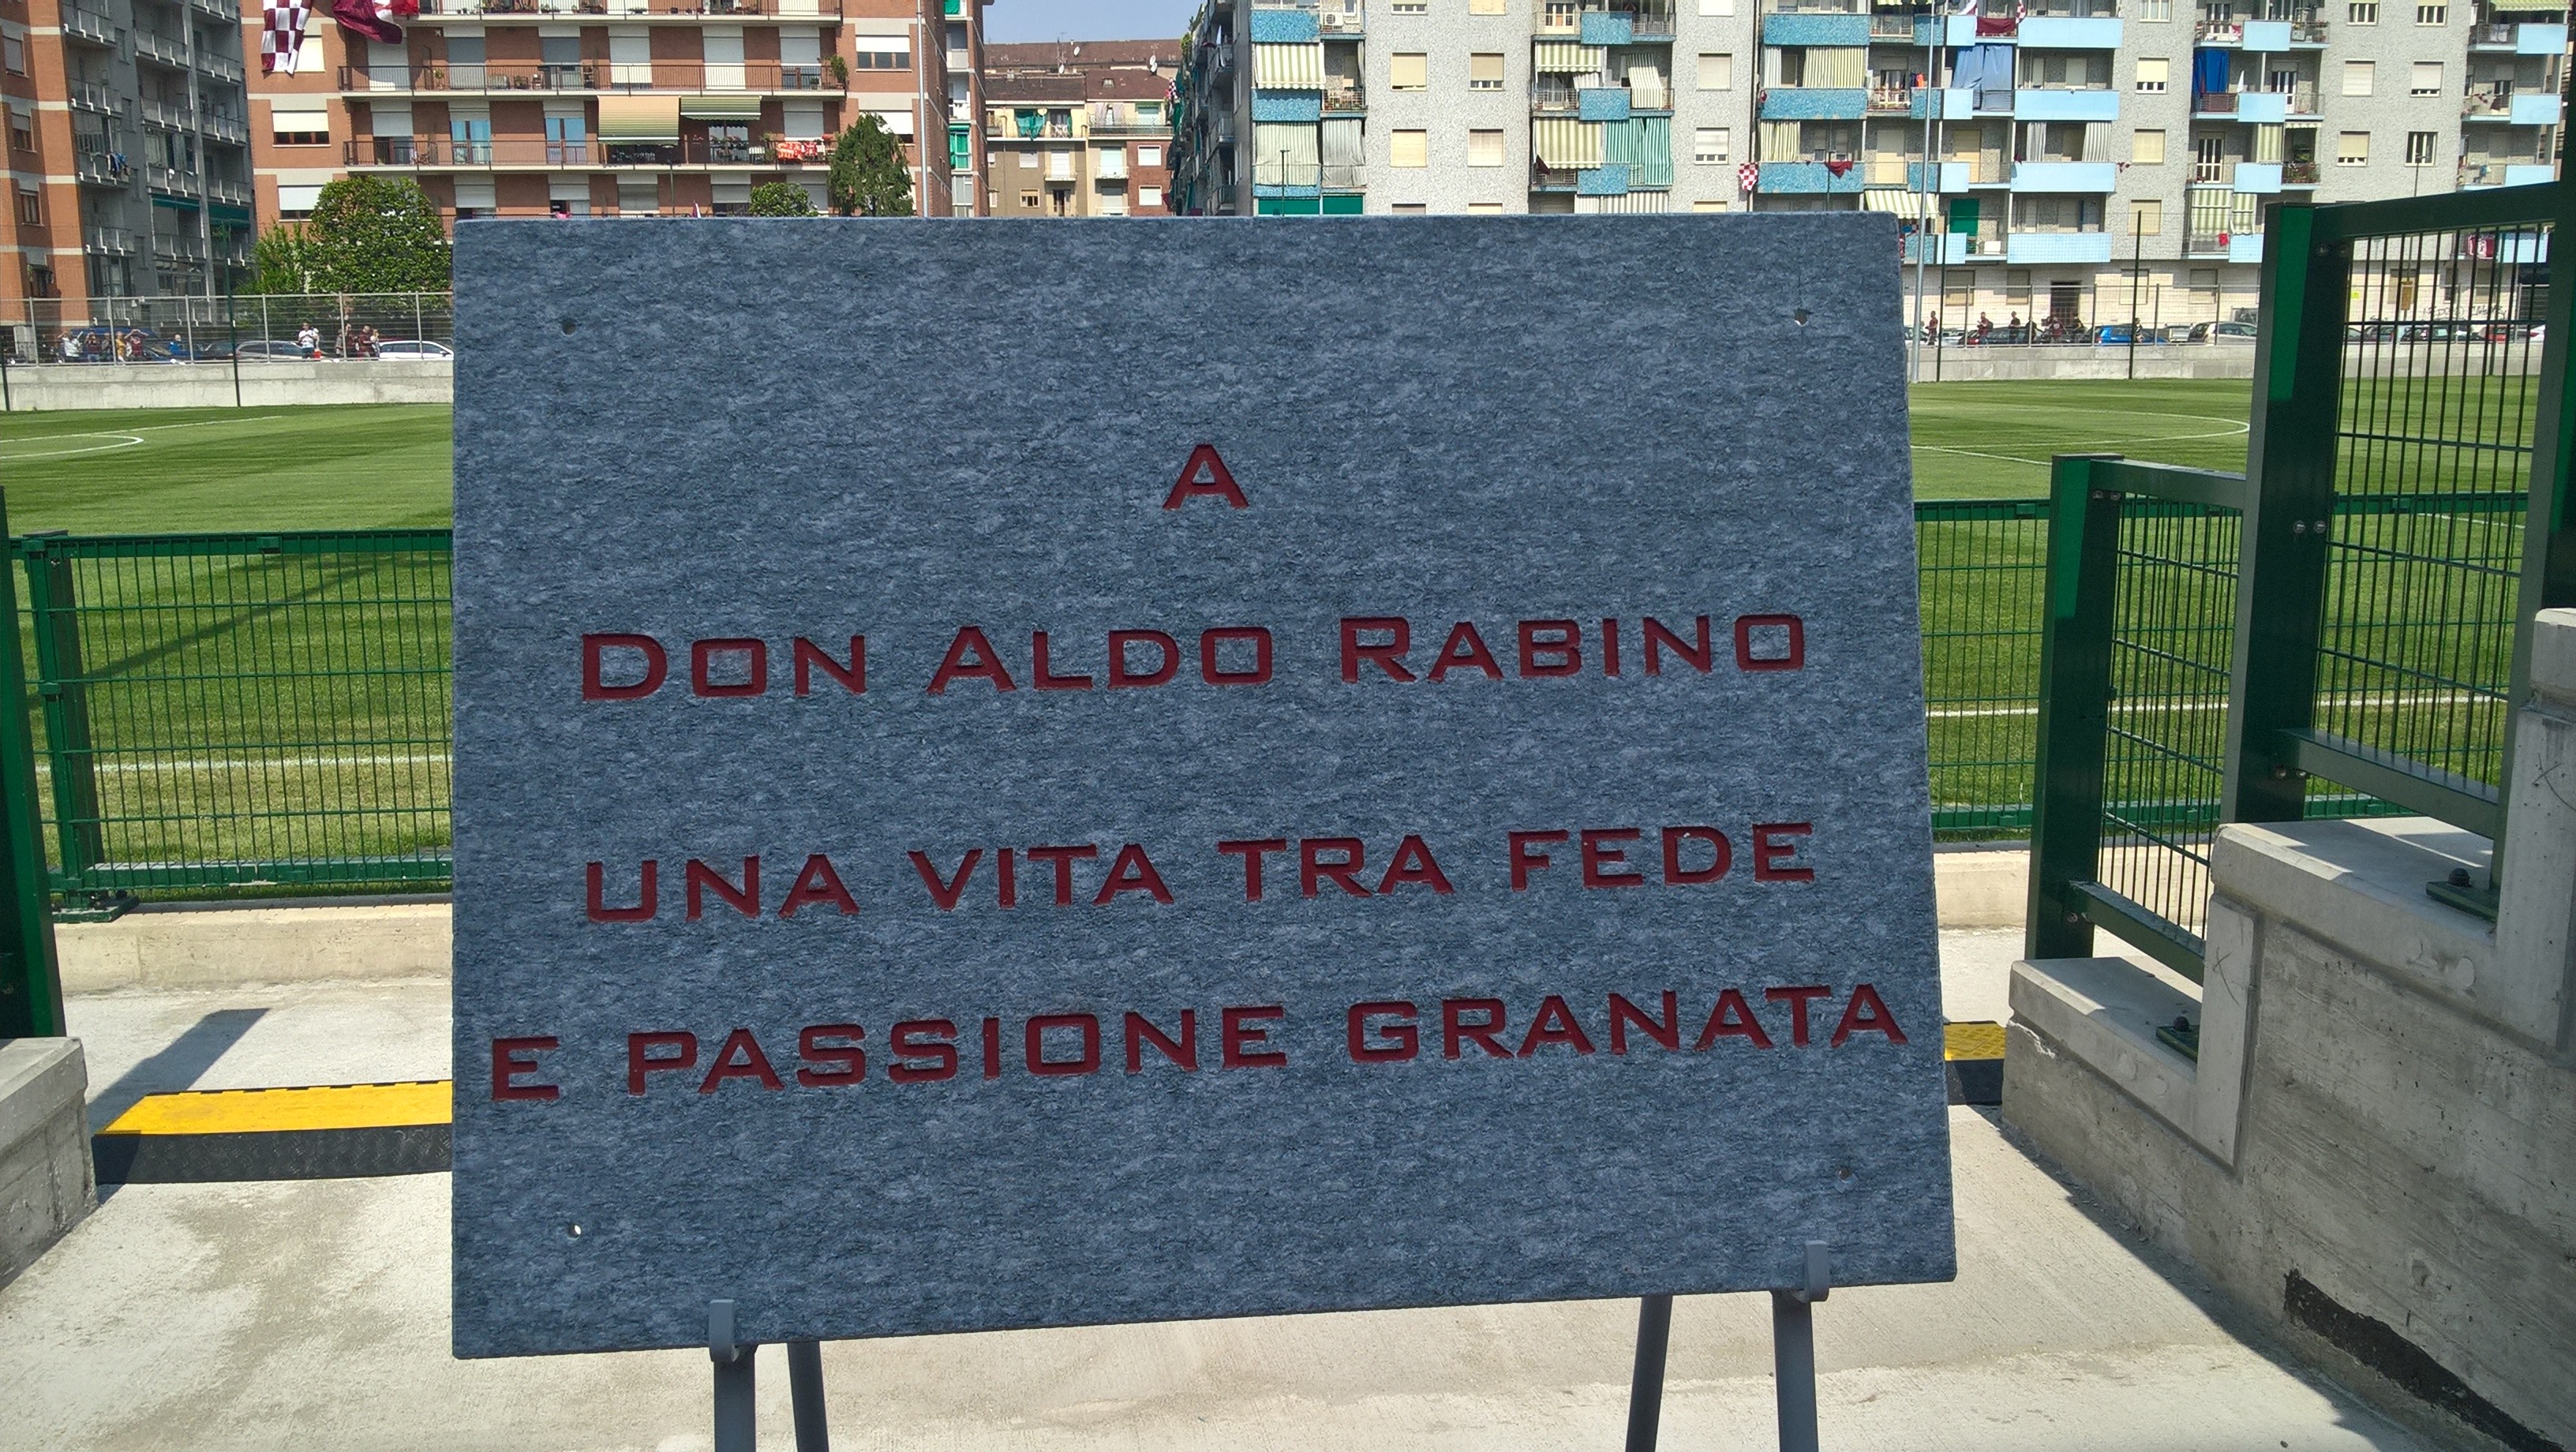 A
DON ALDO RABINO
UNA VITA TRA FEDE
E PASSIONE GRANATA